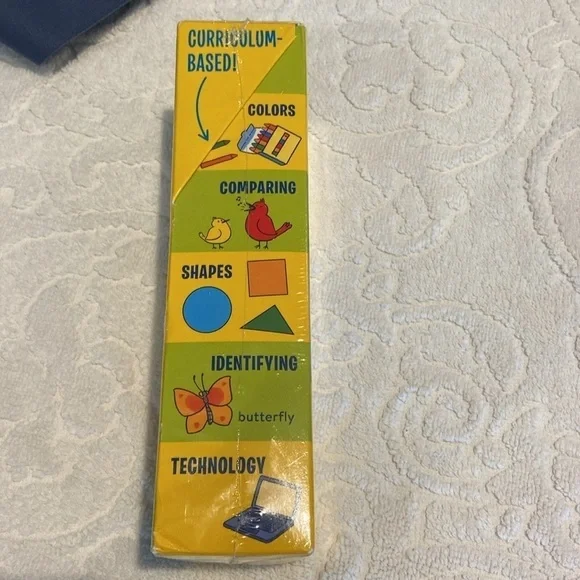 CURRICULUM-
BASED!
COLORS
COMPARING
SHAPES
IDENTIFYING
butterfly
TECHNOLOGY